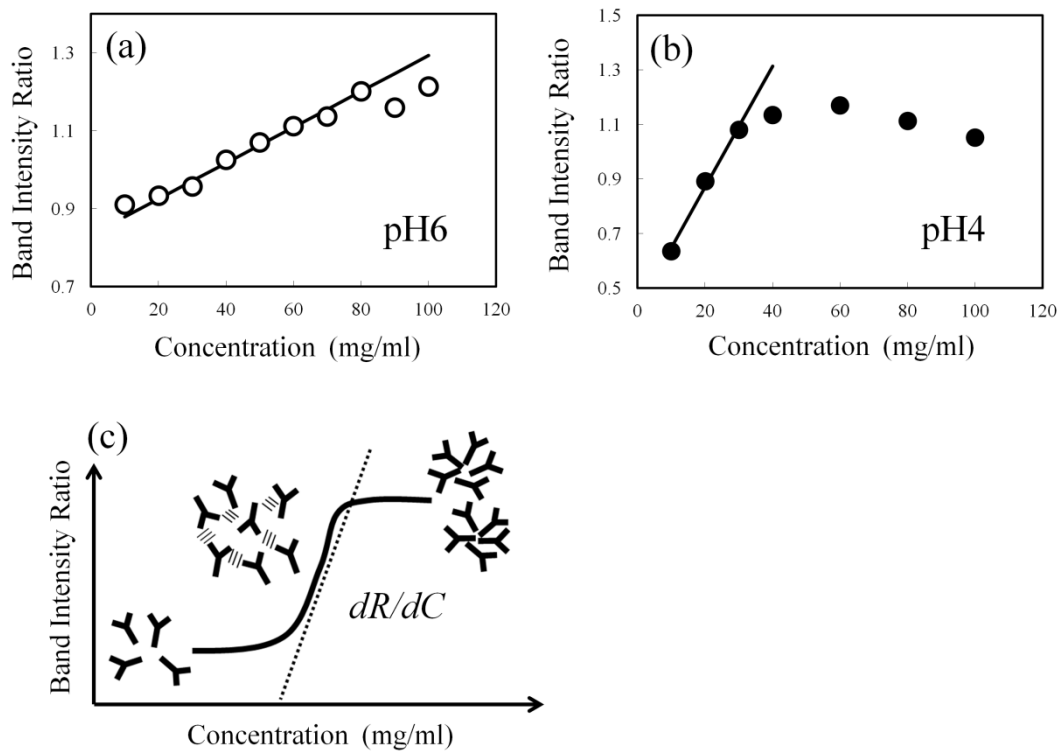 (a)
Band Intensity Ratio
1.3
1.1
0.9
0.7
pH6
0 20 40 60 80 100 120
Concentration (mg/ml)
(b)
Band Intensity Ratio
1.5
1.3
1.1
0.9
0.7
0.5
pH4
0 20 40 60 80 100 120
Concentration (mg/ml)
(c)
Band Intensity Ratio
dR/dC
Concentration (mg/ml)